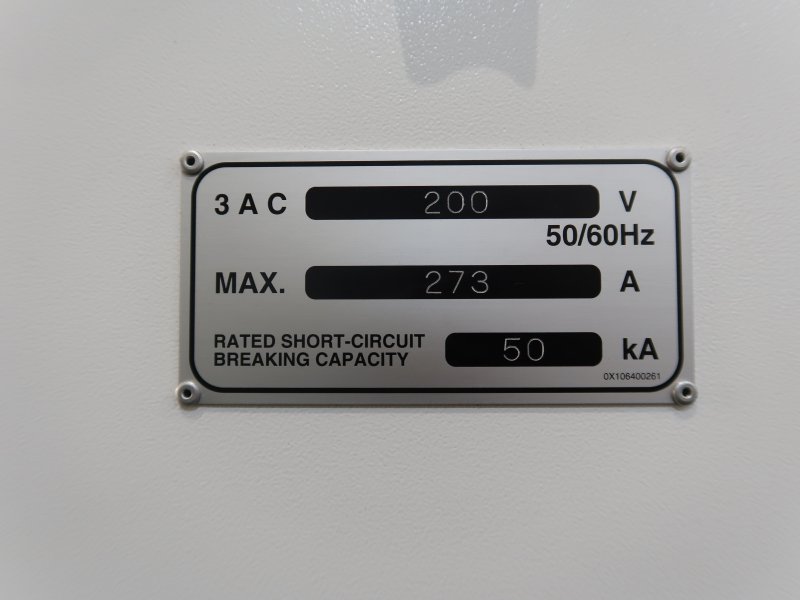 3 A C 200 V
50/60Hz
MAX. 273 A
RATED SHORT-CIRCUIT
BREAKING CAPACITY 50 kA
0X106400261